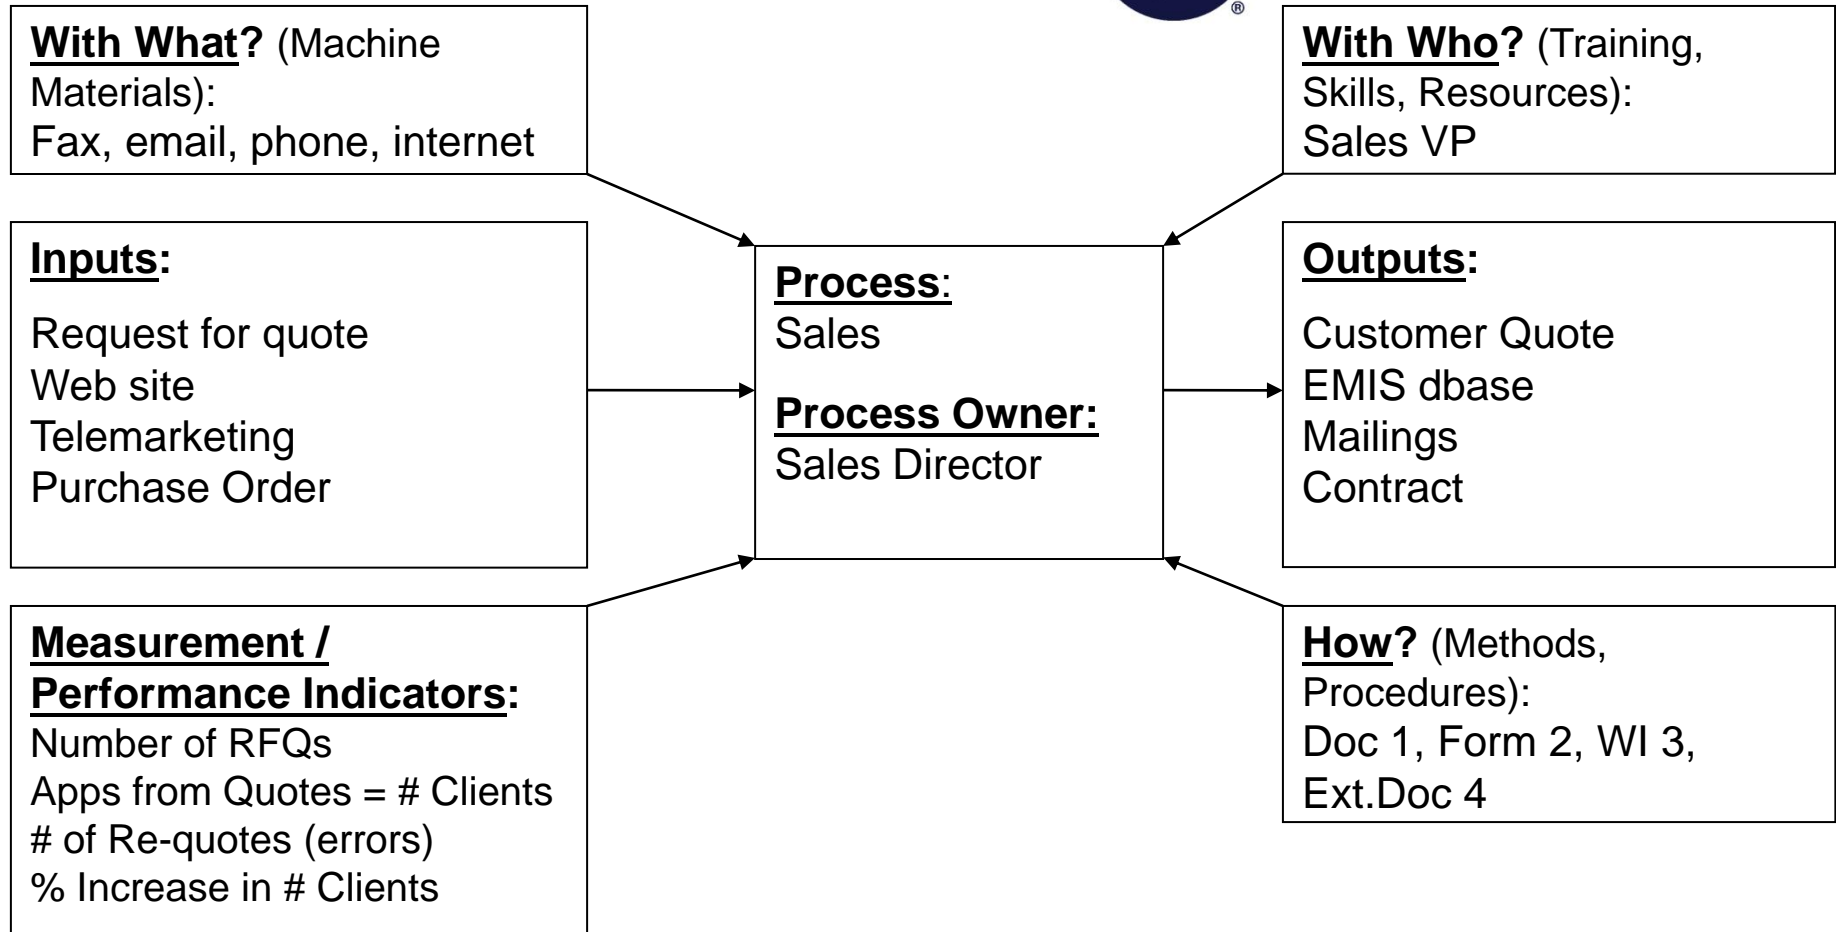 ®
With What? (Machine
Materials):
Fax, email, phone, internet
With Who? (Training,
Skills, Resources):
Sales VP
Inputs:
Request for quote
Web site
Telemarketing
Purchase Order
Process:
Sales
Process Owner:
Sales Director
Outputs:
Customer Quote
EMIS dbase
Mailings
Contract
Measurement /
Performance Indicators:
Number of RFQs
Apps from Quotes = # Clients
# of Re-quotes (errors)
% Increase in # Clients
How? (Methods,
Procedures):
Doc 1, Form 2, WI 3,
Ext.Doc 4